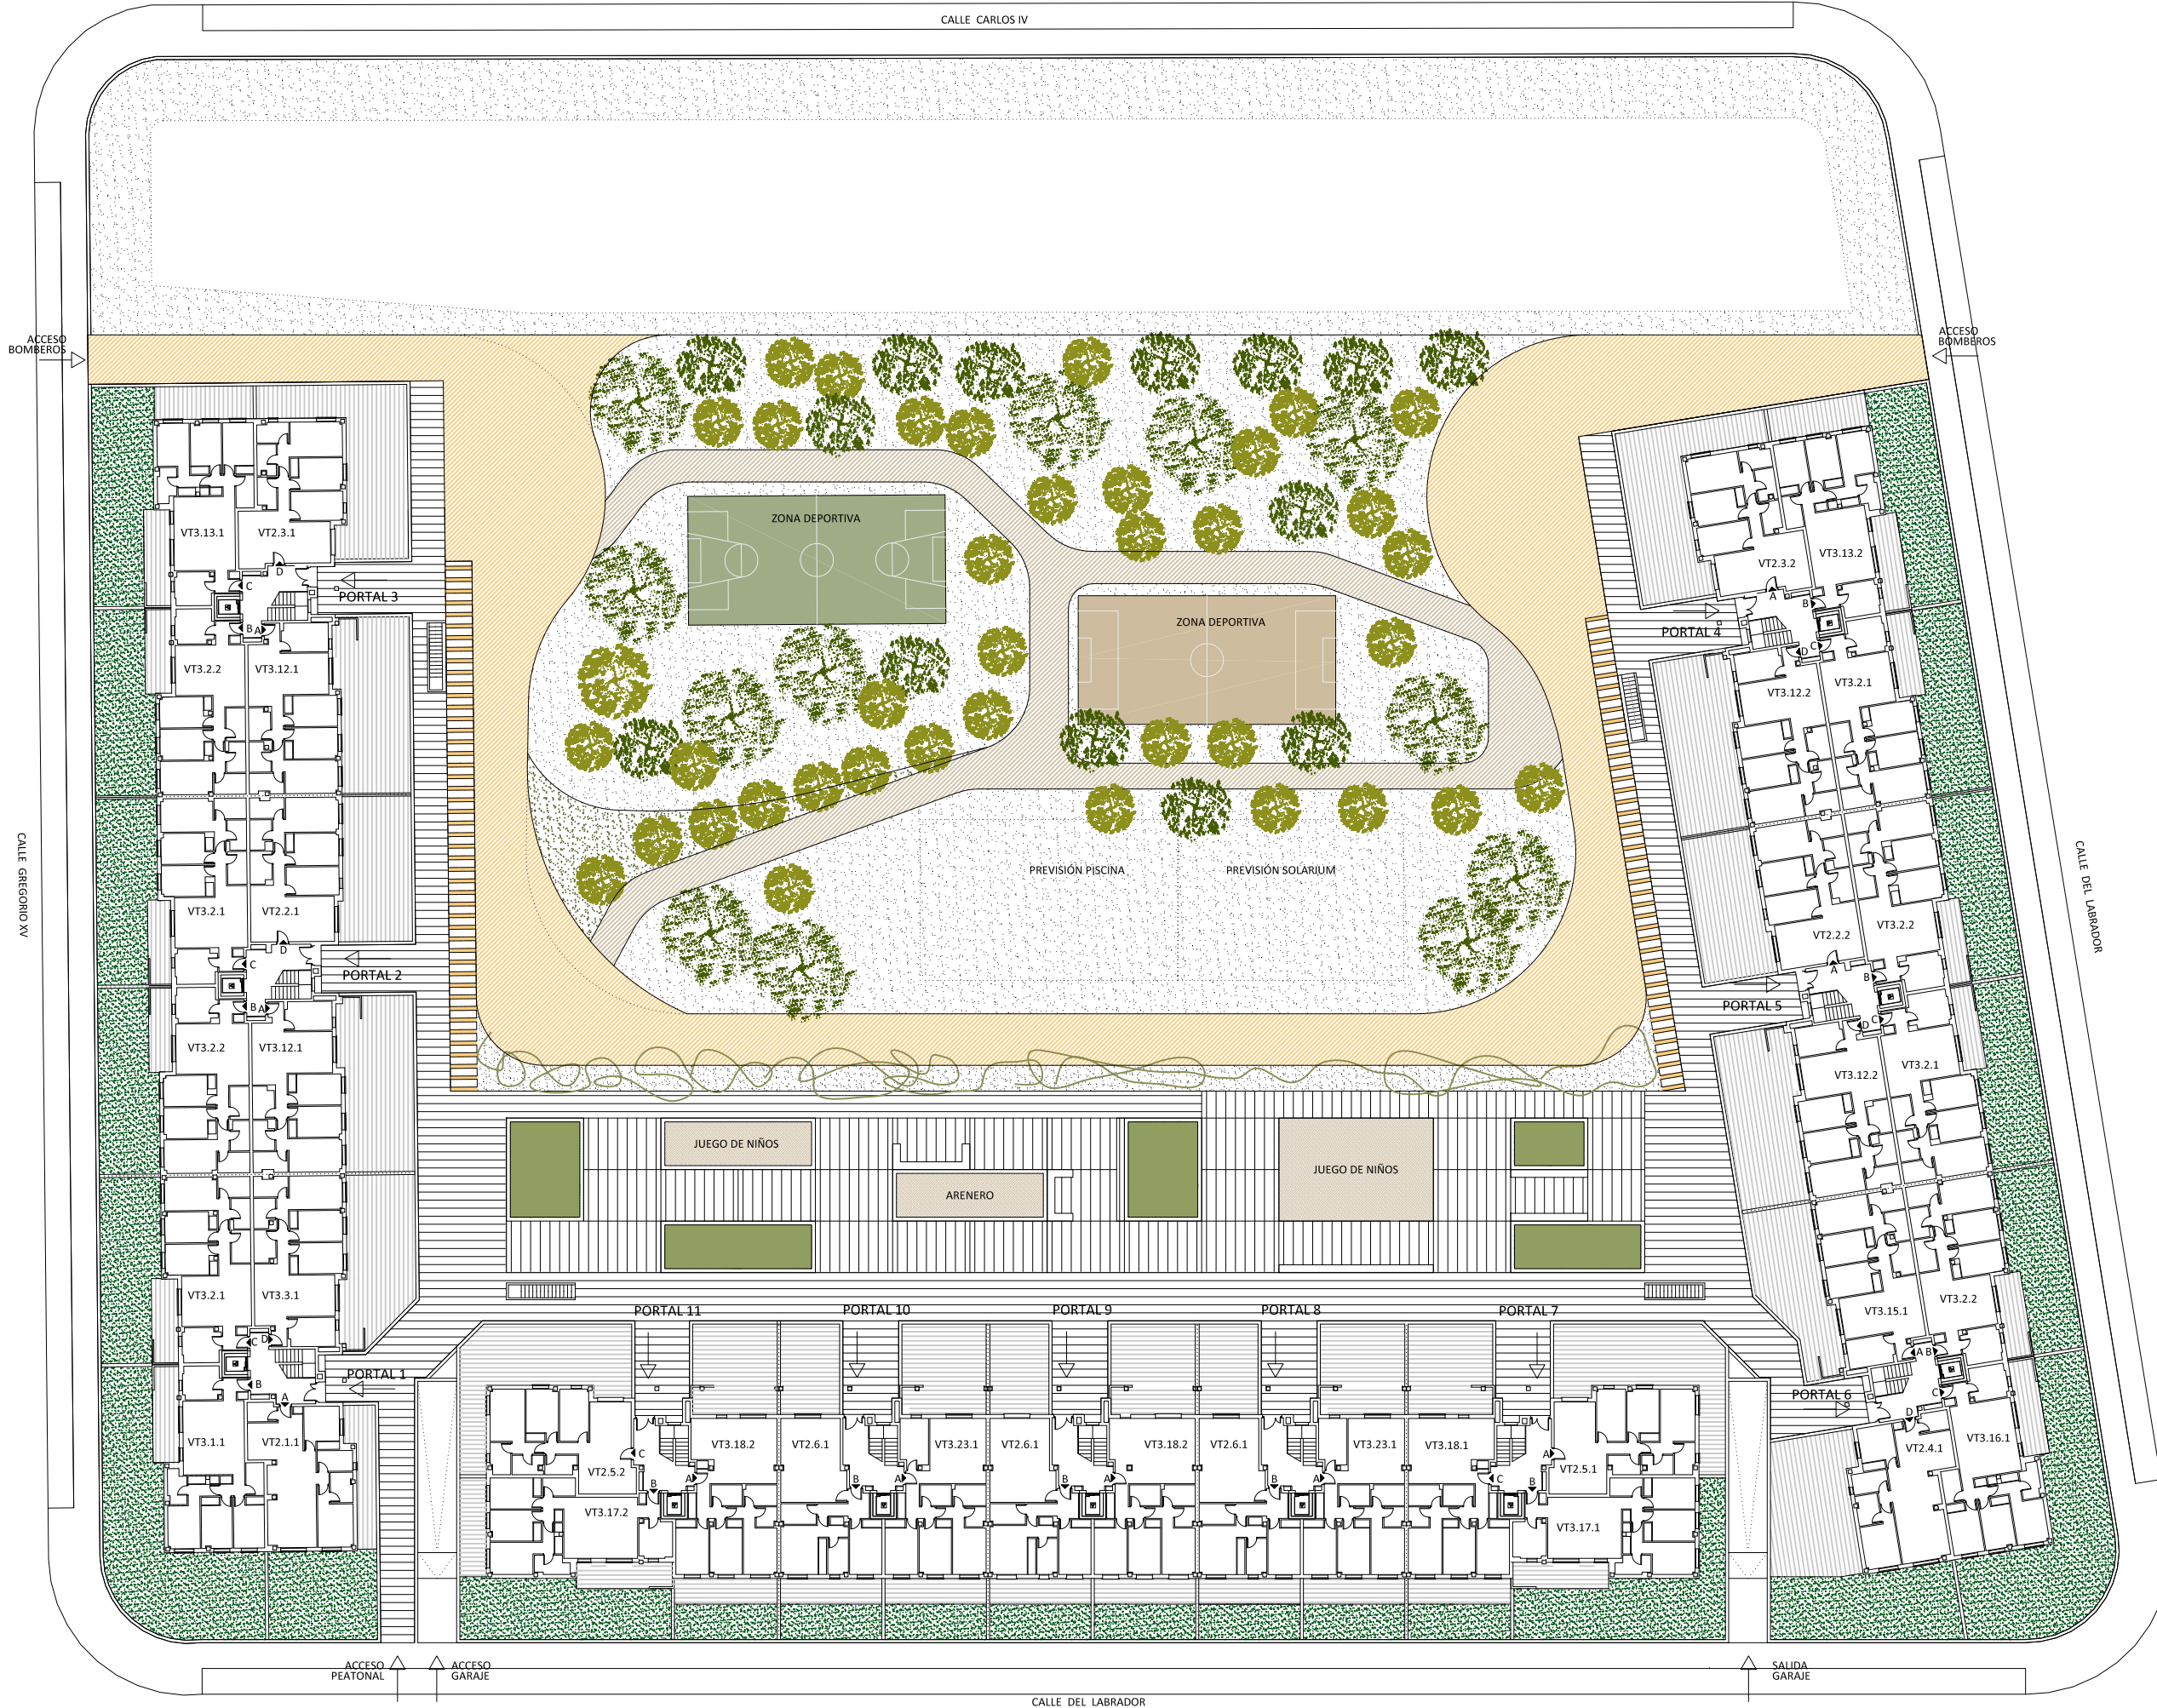 CALLE CARLOS IV
ACCESO
BOMBEROS
ACCESO
BOMBEROS
ZONA DEPORTIVA
VT3.13.1
VT2.3.1
VT2.3.2
VT3.13.2
D
C
PORTAL 3
B
A
A
B
PORTAL 4
D
C
ZONA DEPORTIVA
VT3.2.2
VT3.12.1
VT3.12.2
VT3.2.1
CALLE GREGORIO XV
CALLE DEL LABRADOR
PREVISIÓN PISCINA
PREVISIÓN SOLARIUM
VT3.2.1
VT2.2.1
VT2.2.2
VT3.2.2
D
C
PORTAL 2
B
A
A
B
PORTAL 5
D
C
VT3.2.2
VT3.12.1
VT3.12.2
VT3.2.1
JUEGO DE NIÑOS
ARENERO
JUEGO DE NIÑOS
VT3.2.1
VT3.3.1
VT3.15.1
VT3.2.2
PORTAL 11
PORTAL 10
PORTAL 9
PORTAL 8
PORTAL 7
C
D
PORTAL 1
B
A
A
B
PORTAL 6
C
D
VT3.1.1
VT2.1.1
VT2.4.1
VT3.16.1
VT2.5.2
C
B
A
VT3.18.2
VT2.6.1
B
A
VT3.23.1
VT2.6.1
B
A
VT3.18.2
VT2.6.1
B
A
VT3.23.1
VT3.18.1
C
B
A
VT2.5.1
VT3.17.2
VT3.17.1
ACCESO
PEATONAL
ACCESO
GARAJE
SALIDA
GARAJE
CALLE DEL LABRADOR